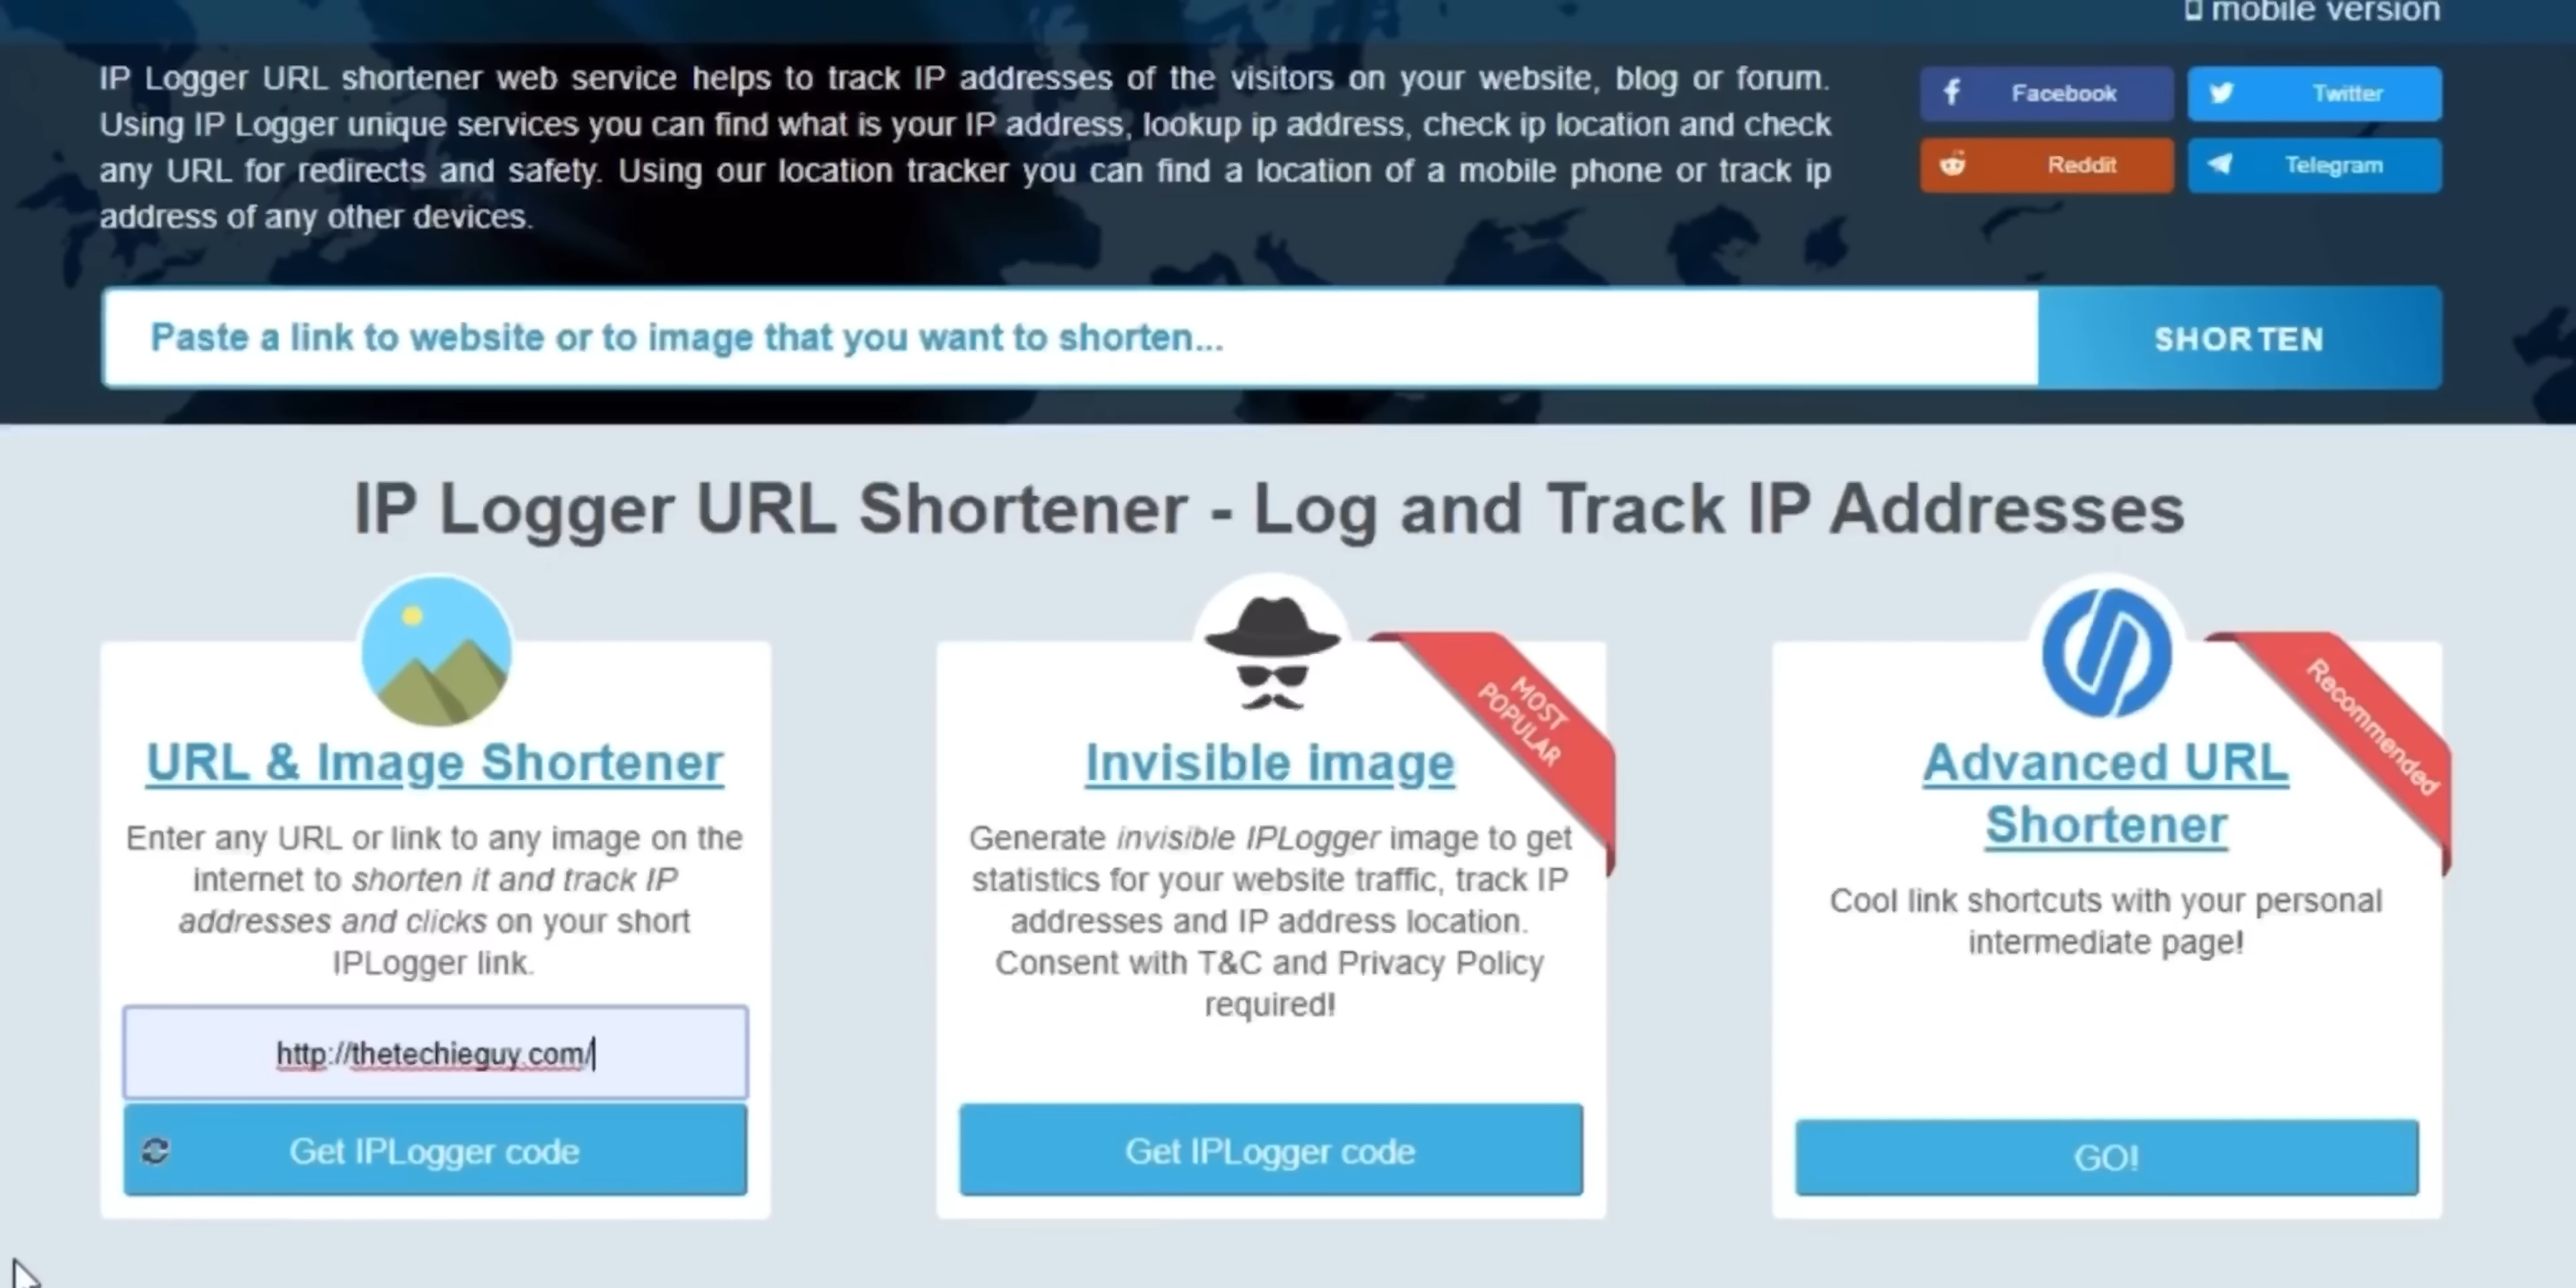 mobile version
IP Logger URL shortener web service helps to track IP addresses of the visitors on your website, blog or forum.
Using IP Logger unique services you can find what is your IP address, lookup ip address, check ip location and check
any URL for redirects and safety. Using our location tracker you can find a location of a mobile phone or track ip
address of any other devices.
Facebook
Twitter
Reddit
Telegram
Paste a link to website or to image that you want to shorten...
SHORTEN
IP Logger URL Shortener - Log and Track IP Addresses
URL & Image Shortener
Enter any URL or link to any image on the
internet to shorten it and track IP
addresses and clicks on your short
IPLogger link.
http://thetechieguy.com/
Get IPLogger code
MOST
POPULAR
Invisible image
Generate invisible IPLogger image to get
statistics for your website traffic, track IP
addresses and IP address location.
Consent with T&C and Privacy Policy
required!
Get IPLogger code
Recommended
Advanced URL
Shortener
Cool link shortcuts with your personal
intermediate page!
GO!